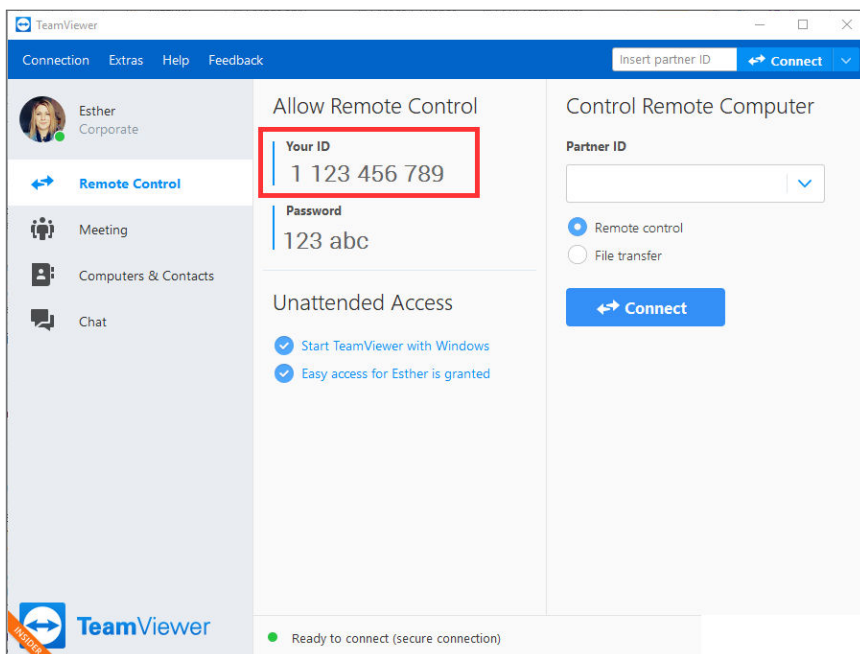 TeamViewer
Connection Extras Help Feedback
Insert partner ID
Connect
Esther
Corporate
Remote Control
Meeting
Computers & Contacts
Chat
Allow Remote Control
Your ID
1 123 456 789
Password
123 abc
Unattended Access
Start TeamViewer with Windows
Easy access for Esther is granted
Control Remote Computer
Partner ID
Remote control
File transfer
Connect
INSIDER
TeamViewer
Ready to connect (secure connection)